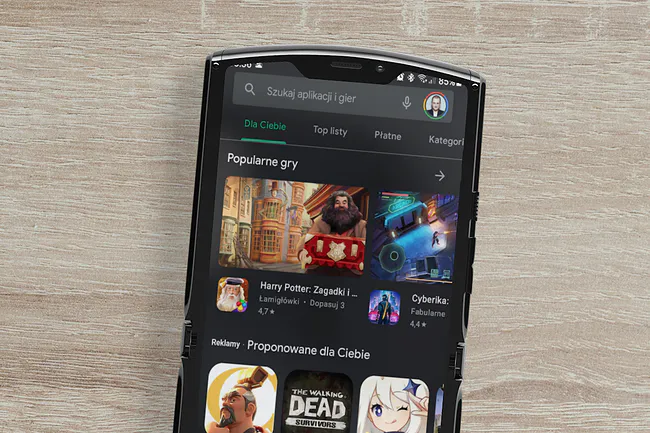 85%
Szukaj aplikacji i gier
Dla Ciebie
Top listy
Płatne
Kategori
Popularne gry
Harry Potter: Zagadki i ...
Łamigłówki · Dopasuj 3
4,7★
Cyberika:
Fabularne
4,4★
Reklamy · Proponowane dla Ciebie
THE WALKING
DEAD
SURVIVORS